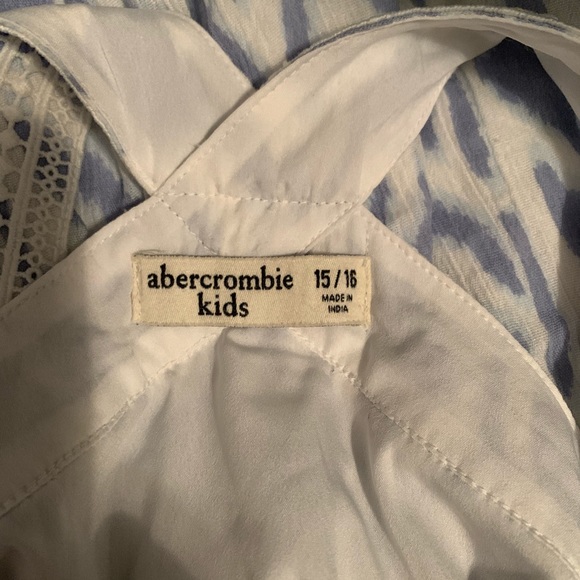 abercrombie
kids
15/16
MADE IN
INDIA